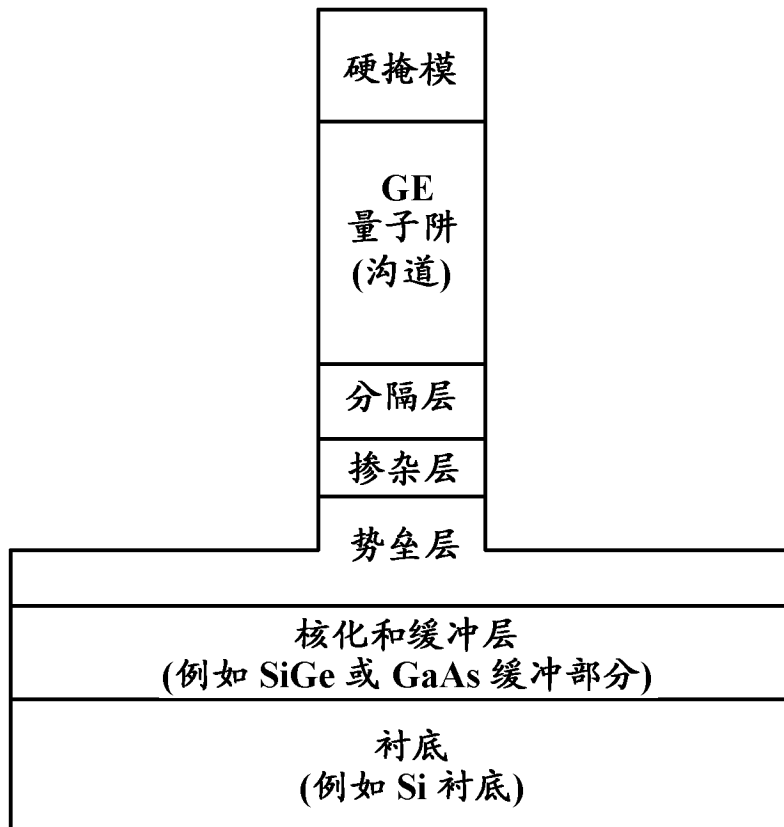 硬掩模
GE
量子阱
(沟道)
分隔层
掺杂层
势垒层
核化和缓冲层
(例如 SiGe 或 GaAs 缓冲部分)
衬底
(例如 Si 衬底)